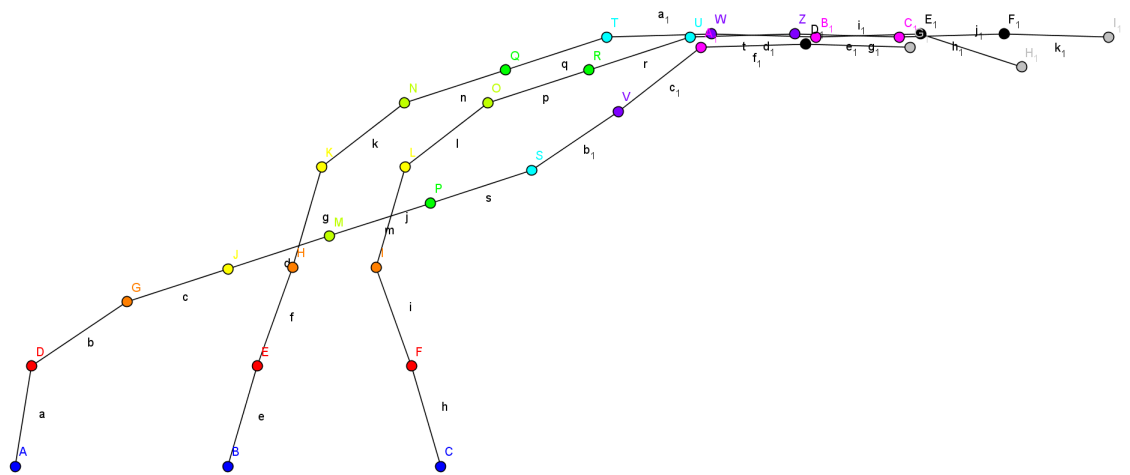 a₁
T U W Z D₁ B₁ i₁ C₁ E₁ j₁ F₁ I₁
t d₁ f₁ e₁ g₁ h₁ k₁ H₁
Q q R r
N n O p c₁ V
k l b₁
K L S
P s
g M j m
J d H I
G c
f i
b
D E F
a e h
A B C